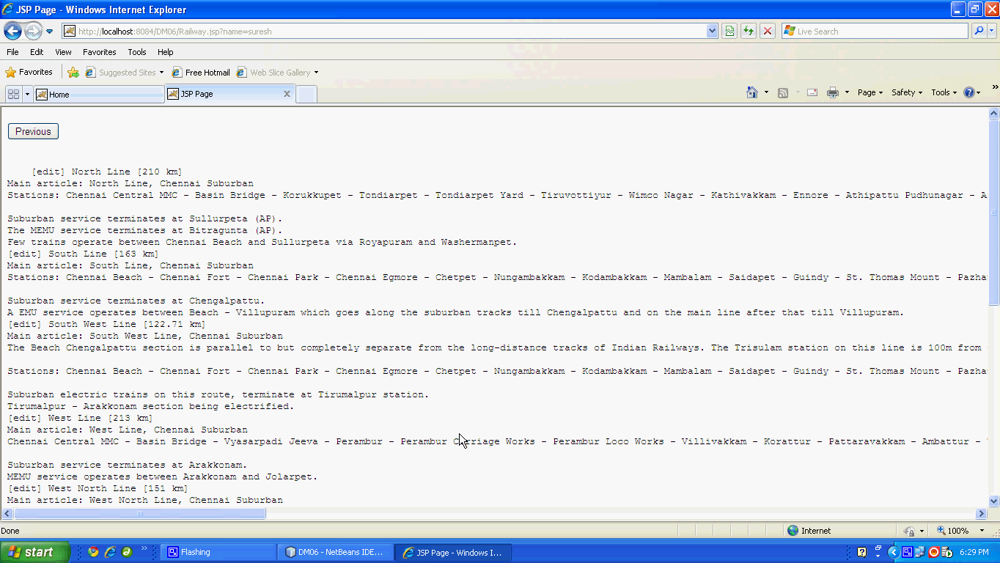 JSP Page - Windows Internet Explorer
http://localhost:8084/DM06/Railway.jsp?name=suresh
Live Search
File Edit View Favorites Tools Help
Favorites Suggested Sites Free Hotmail Web Slice Gallery
Home JSP Page Page Safety Tools
Previous
[edit] North Line [210 km]
Main article: North Line, Chennai Suburban
Stations: Chennai Central MMC - Basin Bridge - Korukkupet - Tondiarpet - Tondiarpet Yard - Tiruvottiyur - Wimco Nagar - Kathivakkam - Ennore - Athipattu Pudhunagar - A
Suburban service terminates at Sullurpeta (AP).
The MEMU service terminates at Bitragunta (AP).
Few trains operate between Chennai Beach and Sullurpeta via Royapuram and Washermanpet.
[edit] South Line [163 km]
Main article: South Line, Chennai Suburban
Stations: Chennai Beach - Chennai Fort - Chennai Park - Chennai Egmore - Chetpet - Nungambakkam - Kodambakkam - Mambalam - Saidapet - Guindy - St. Thomas Mount - Pazha
Suburban service terminates at Chengalpattu.
A EMU service operates between Beach - Villupuram which goes along the suburban tracks till Chengalpattu and on the main line after that till Villupuram.
[edit] South West Line [122.71 km]
Main article: South West Line, Chennai Suburban
The Beach Chengalpattu section is parallel to but completely separate from the long-distance tracks of Indian Railways. The Trisulam station on this line is 100m from
Stations: Chennai Beach - Chennai Fort - Chennai Park - Chennai Egmore - Chetpet - Nungambakkam - Kodambakkam - Mambalam - Saidapet - Guindy - St. Thomas Mount - Pazha
Suburban electric trains on this route, terminate at Tirumalpur station.
Tirumalpur - Arakkonam section being electrified.
[edit] West Line [213 km]
Main article: West Line, Chennai Suburban
Chennai Central MMC - Basin Bridge - Vyasarpadi Jeeva - Perambur - Perambur Carriage Works - Perambur Loco Works - Villivakkam - Korattur - Pattaravakkam - Ambattur -
Suburban service terminates at Arakkonam.
MEMU service operates between Arakkonam and Jolarpet.
[edit] West North Line [151 km]
Main article: West North Line, Chennai Suburban
Done Internet 100%
start Flashing DM06 - NetBeans IDE... JSP Page - Windows I... 6:29 PM